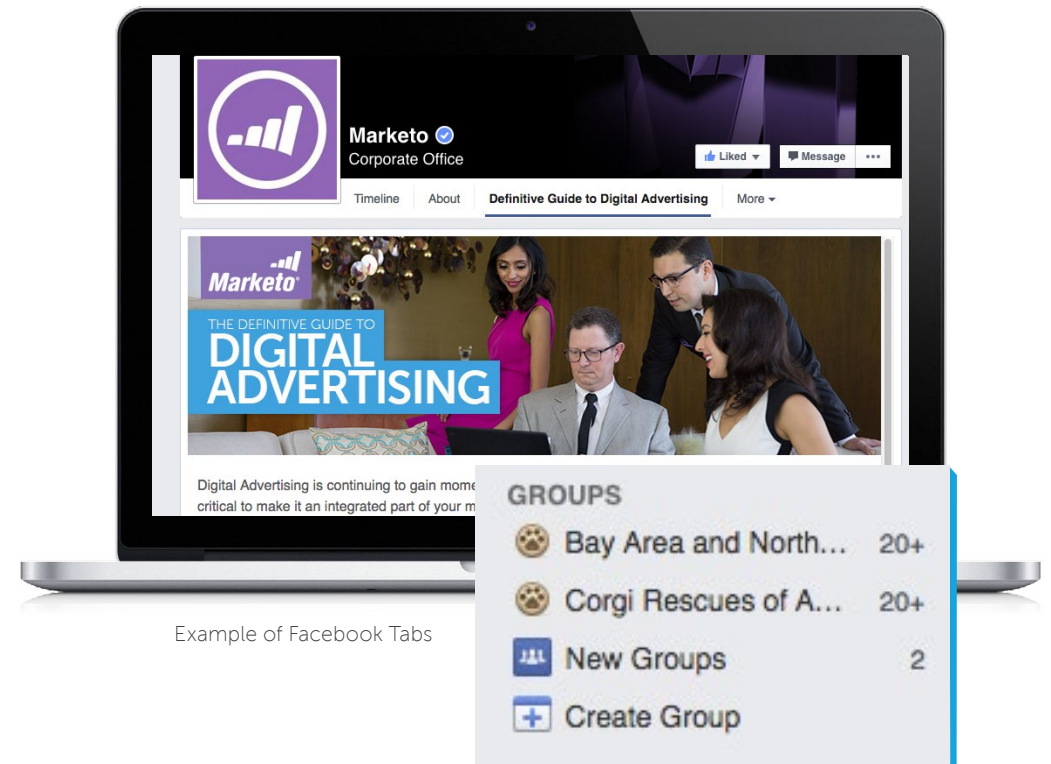 Marketo
Corporate Office
Liked
Message
Timeline About Definitive Guide to Digital Advertising More
Marketo
THE DEFINITIVE GUIDE TO
DIGITAL
ADVERTISING
Digital Advertising is continuing to gain mome
critical to make it an integrated part of your m
GROUPS
Bay Area and North... 20+
Corgi Rescues of A... 20+
New Groups 2
Create Group
Example of Facebook Tabs